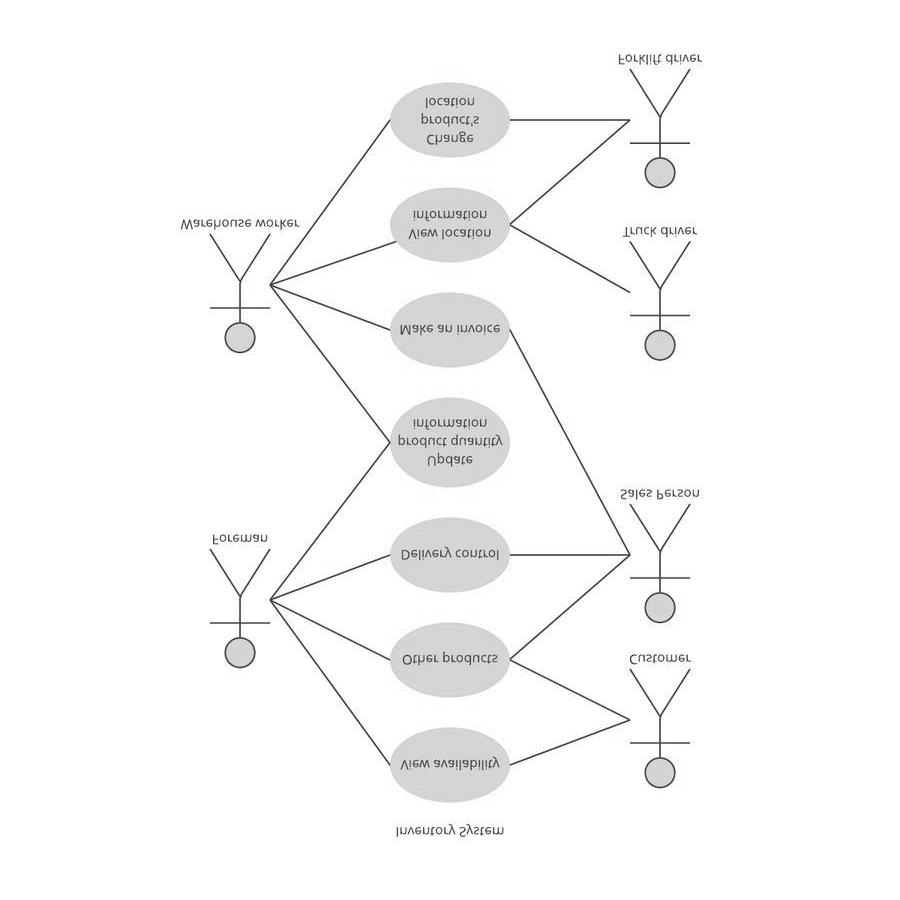 Inventory System
View availability
Customer
Other products
Foreman
Delivery control
Sales Person
Update
product quantity
information
Make an invoice
Warehouse worker
View location
information
Truck driver
Change
product's
location
Forklift driver